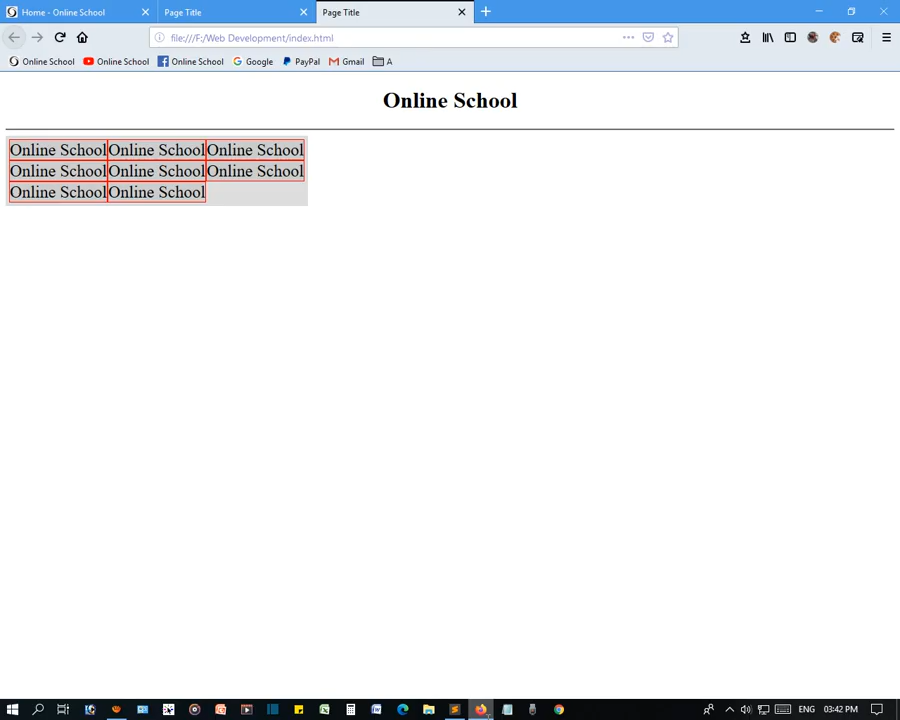 Home - Online School
Page Title
Page Title
file:///F:/Web Development/index.html
Online School
Online School
Online School
Google
PayPal
Gmail
A
Online School
Online School Online School Online School
Online School Online School Online School
Online School Online School
ENG
03:42 PM